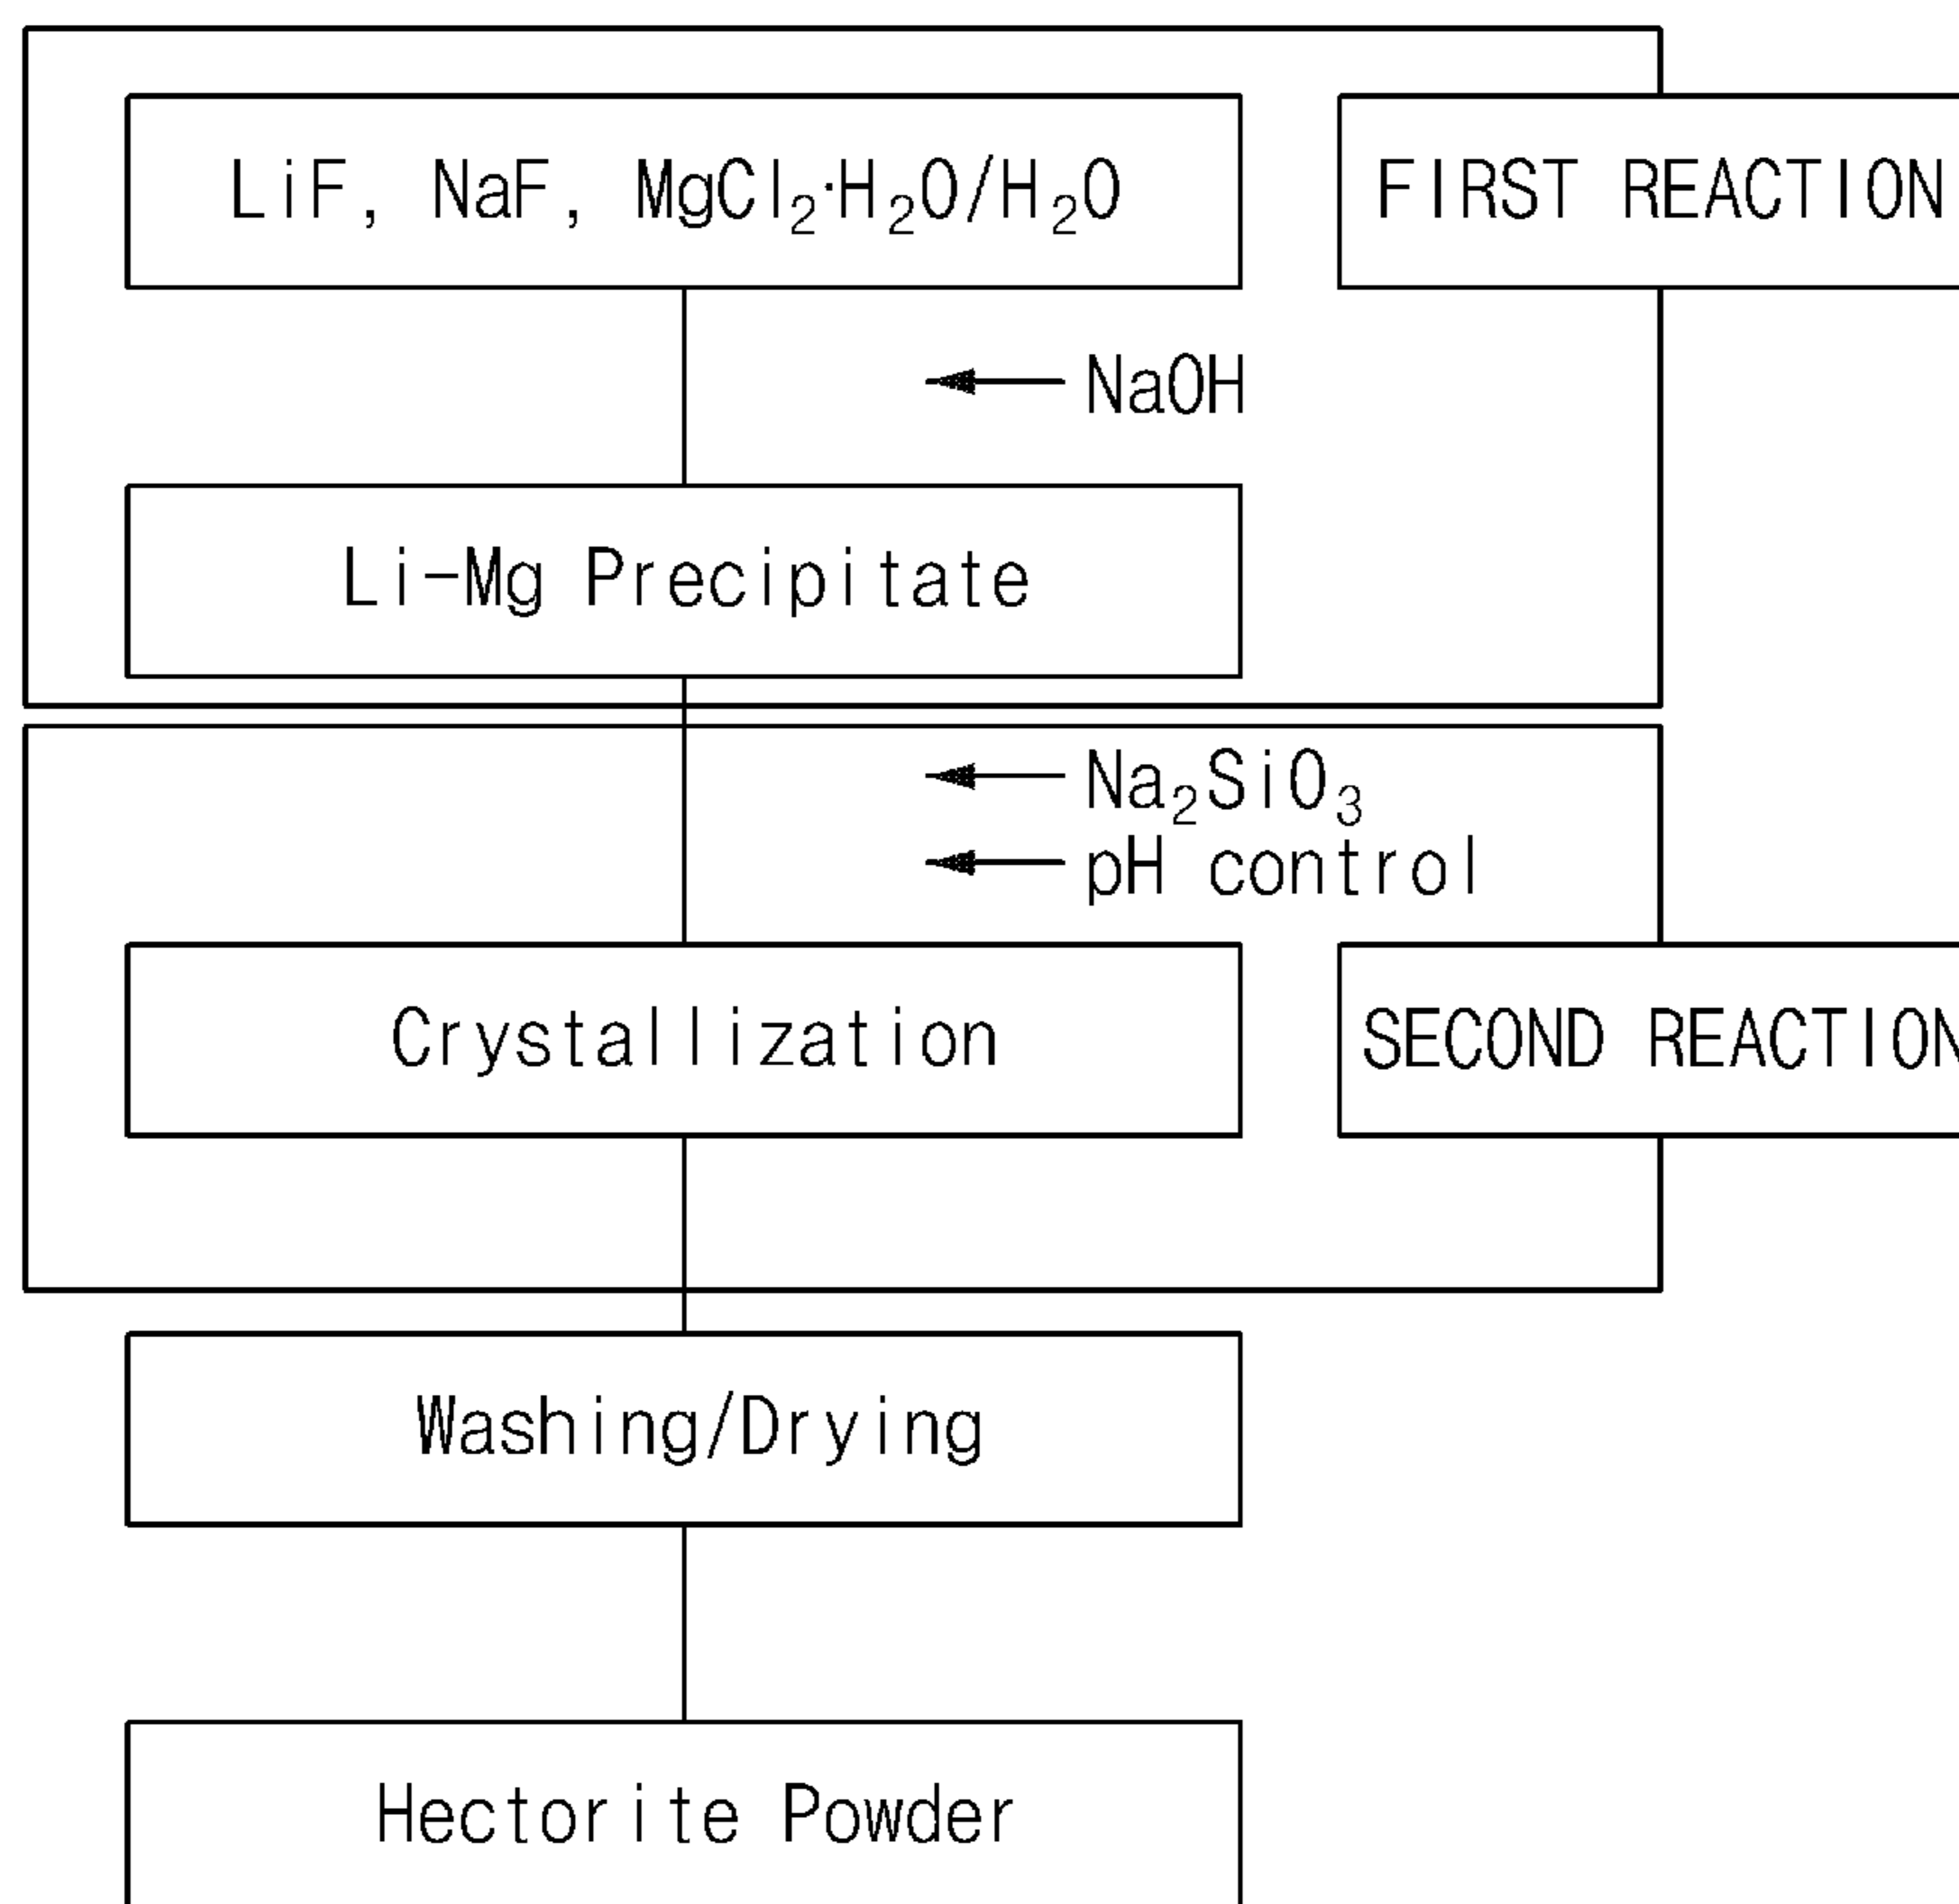 LiF, NaF, MgCl₂·H₂O/H₂O
FIRST REACTION
NaOH
Li-Mg Precipitate
Na₂SiO₃
pH control
Crystallization
SECOND REACTION
Washing/Drying
Hectorite Powder